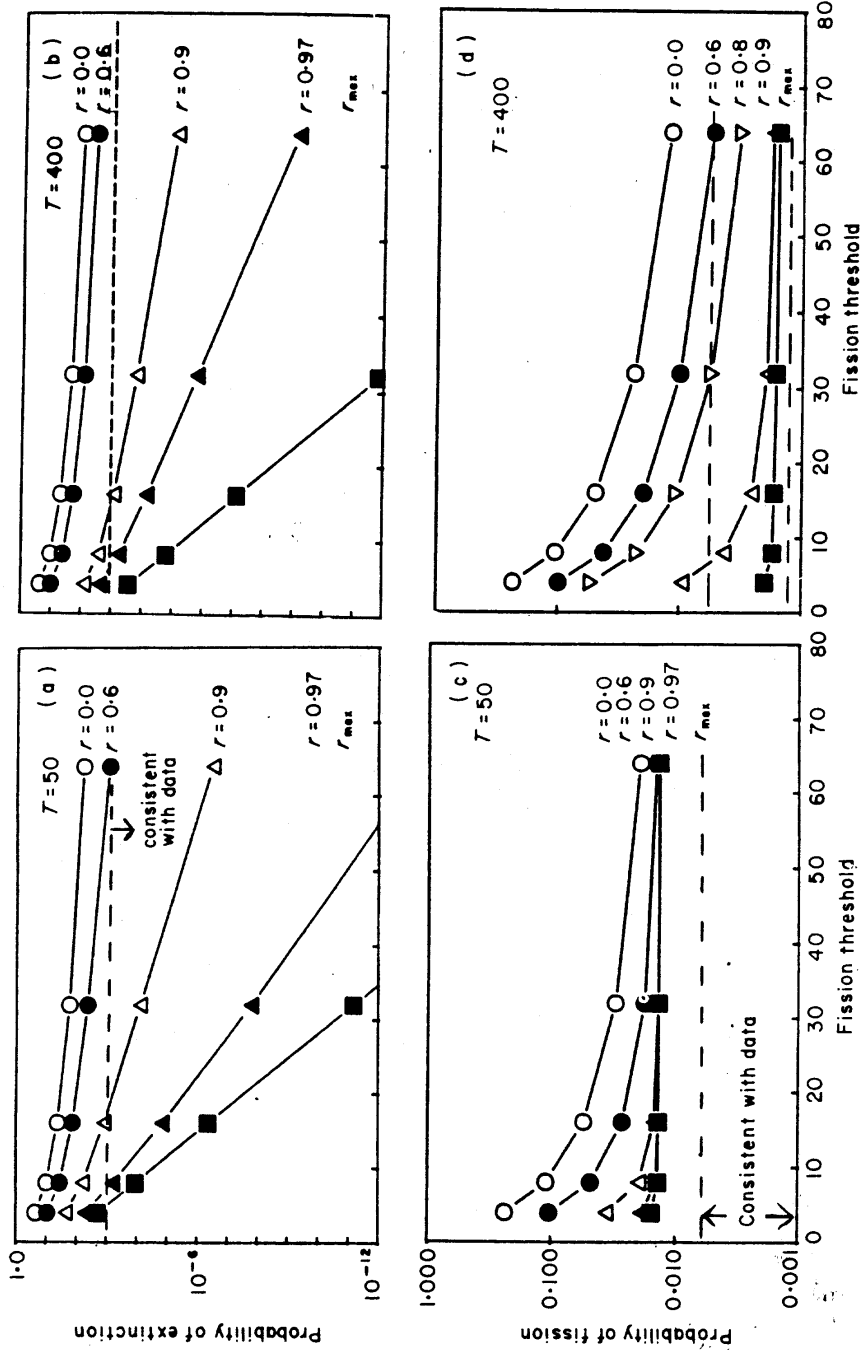 (a)
T=50
r=0·0
r=0·6
consistent
with data
r=0·9
r=0·97
r max
1·0
10⁻⁶
10⁻¹²
Probability of extinction
(b)
T=400
r=0·0
r=0·6
r=0·9
r=0·97
r max
(c)
T=50
r=0·0
r=0·6
r=0·9
r=0·97
r max
Consistent with data
1·000
0·100
0·010
0·001
Probability of fission
0 10 20 30 40 50 60 70 80
Fission threshold
(d)
T=400
r=0·0
r=0·6
r=0·8
r=0·9
r max
0 10 20 30 40 50 60 70 80
Fission threshold